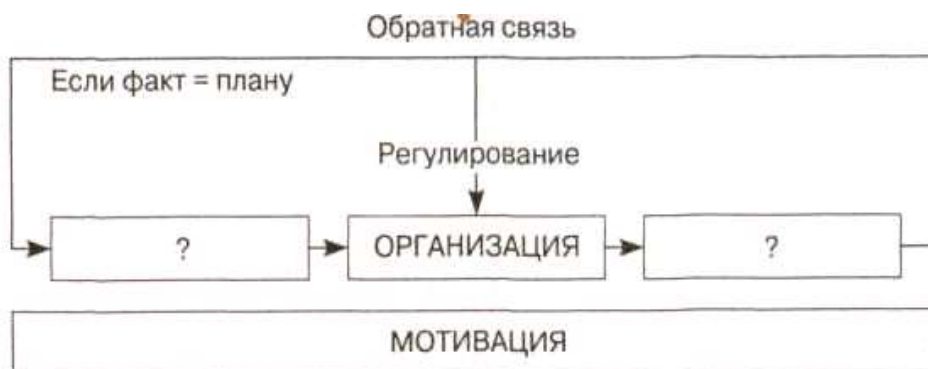 Обратная связь
Если факт = плану
Регулирование
?
ОРГАНИЗАЦИЯ
?
МОТИВАЦИЯ